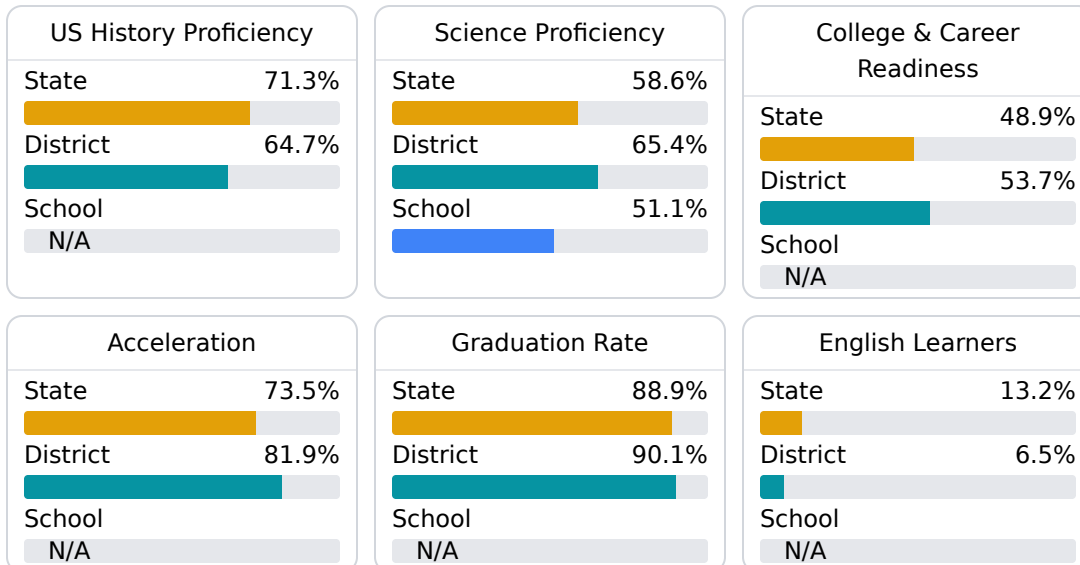 US History Proficiency
State 71.3%
District 64.7%
School
N/A
Science Proficiency
State 58.6%
District 65.4%
School 51.1%
College & Career
Readiness
State 48.9%
District 53.7%
School
N/A
Acceleration
State 73.5%
District 81.9%
School
N/A
Graduation Rate
State 88.9%
District 90.1%
School
N/A
English Learners
State 13.2%
District 6.5%
School
N/A